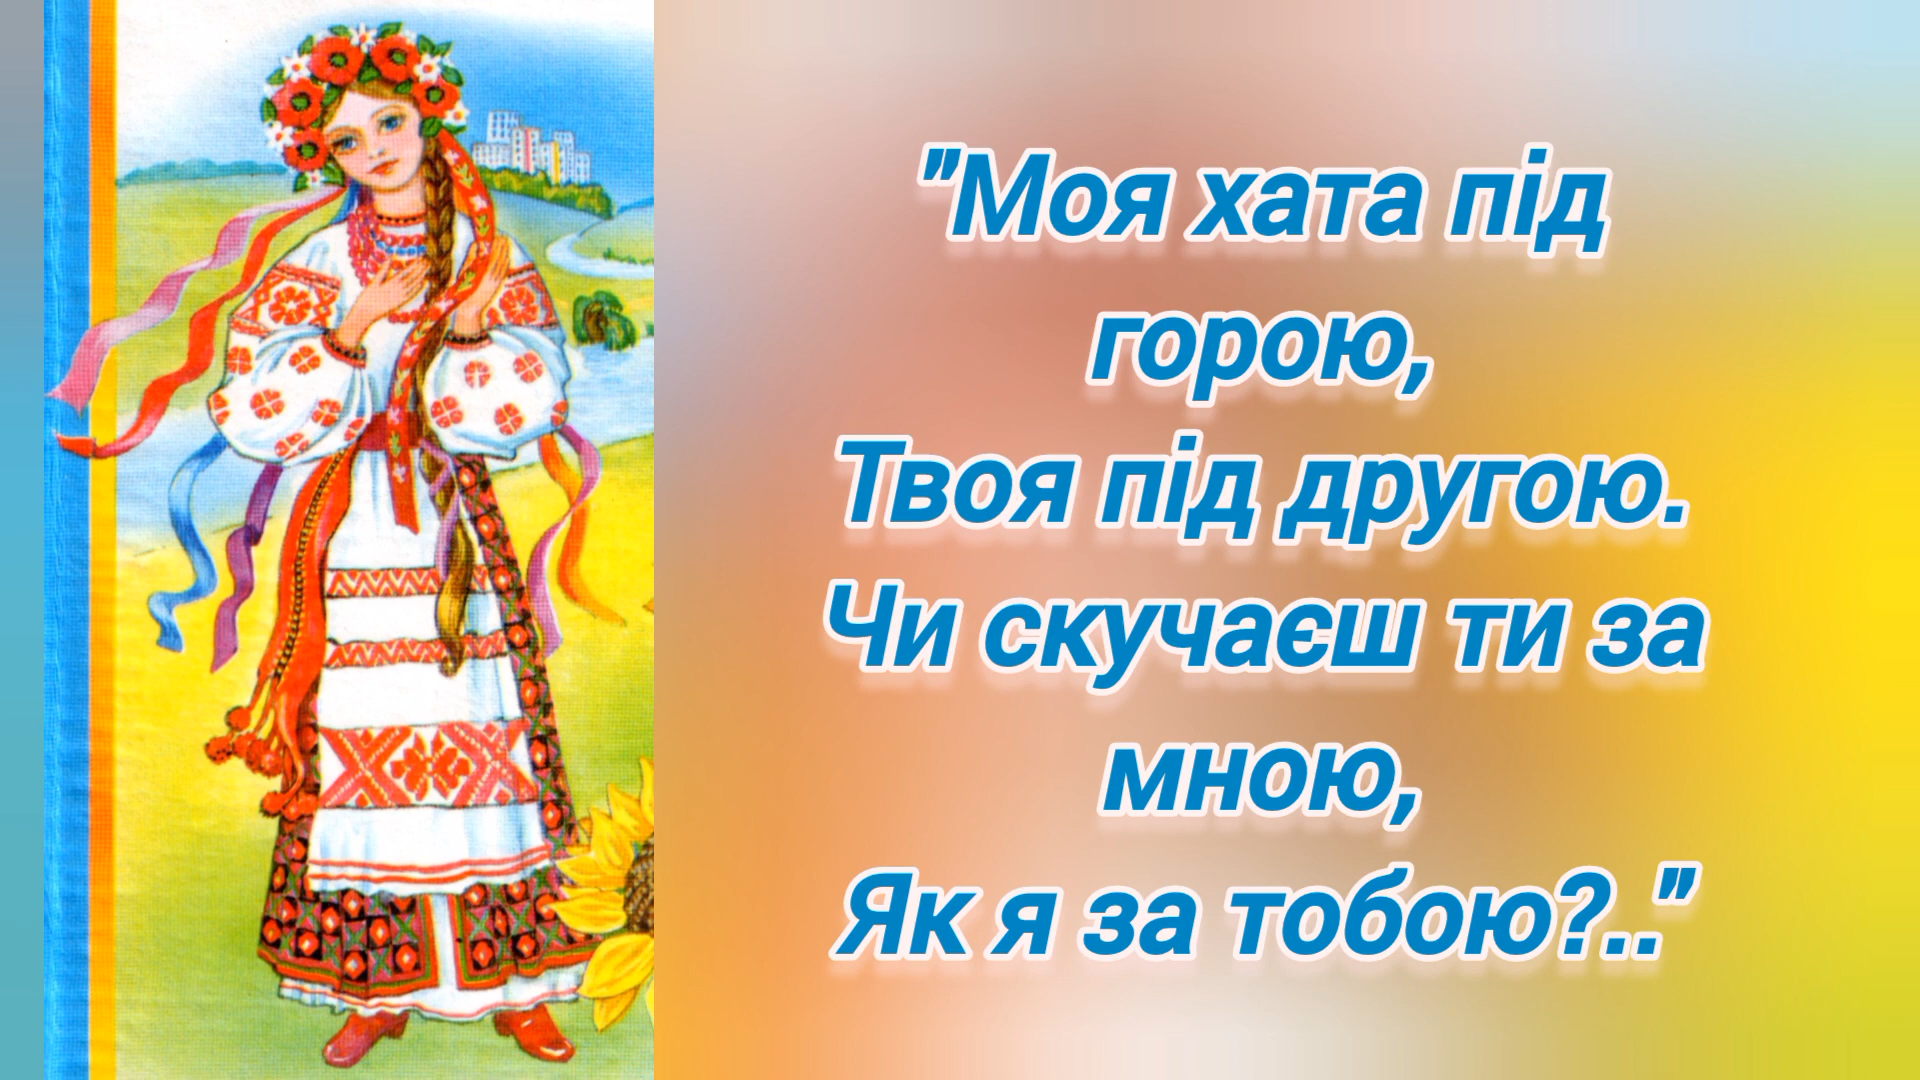 "Моя хата під
горою,
Твоя під другою.
Чи скучаєш ти за
мною,
Як я за тобою?.."